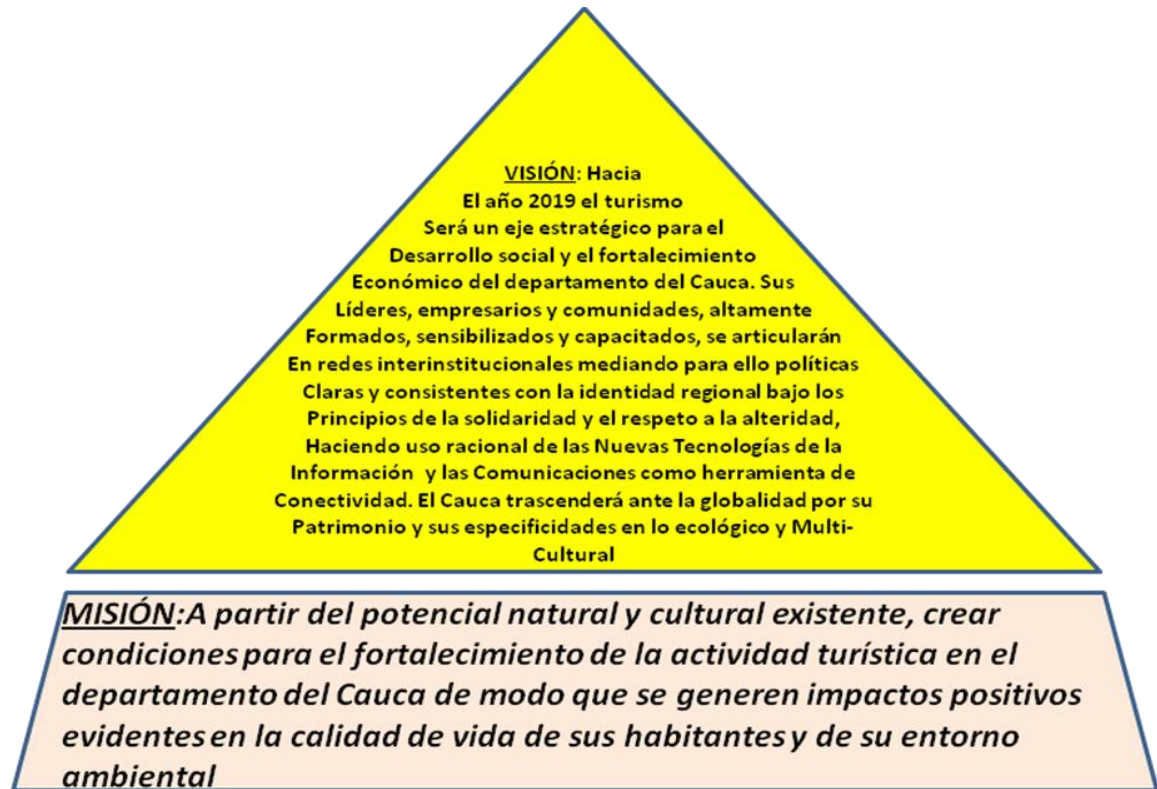 VISIÓN: Hacia
El año 2019 el turismo
Será un eje estratégico para el
Desarrollo social y el fortalecimiento
Económico del departamento del Cauca. Sus
Líderes, empresarios y comunidades, altamente
Formados, sensibilizados y capacitados, se articularán
En redes interinstitucionales mediando para ello políticas
Claras y consistentes con la identidad regional bajo los
Principios de la solidaridad y el respeto a la alteridad,
Haciendo uso racional de las Nuevas Tecnologías de la
Información y las Comunicaciones como herramienta de
Conectividad. El Cauca trascenderá ante la globalidad por su
Patrimonio y sus especificidades en lo ecológico y Multi-
Cultural
MISIÓN:A partir del potencial natural y cultural existente, crear
condiciones para el fortalecimiento de la actividad turística en el
departamento del Cauca de modo que se generen impactos positivos
evidentes en la calidad de vida de sus habitantes y de su entorno
ambiental